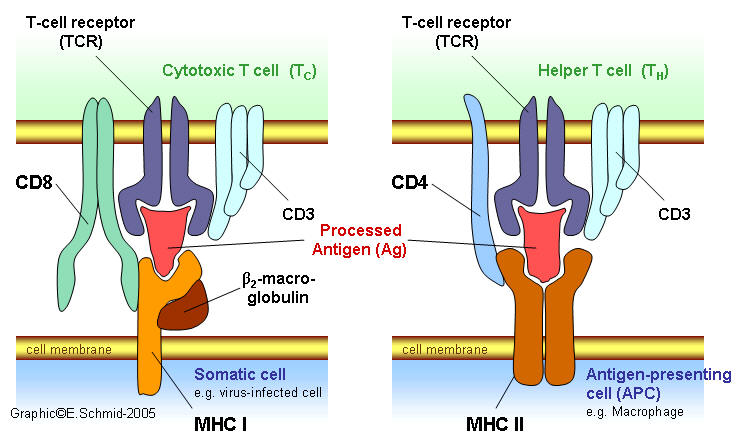 T-cell receptor
(TCR)
Cytotoxic T cell (TC)
CD8
CD3
Processed
Antigen (Ag)
β2-macro-
globulin
cell membrane
Somatic cell
e.g. virus-infected cell
Graphic©E.Schmid-2005
MHC I
T-cell receptor
(TCR)
Helper T cell (TH)
CD4
CD3
cell membrane
Antigen-presenting
cell (APC)
e.g. Macrophage
MHC II